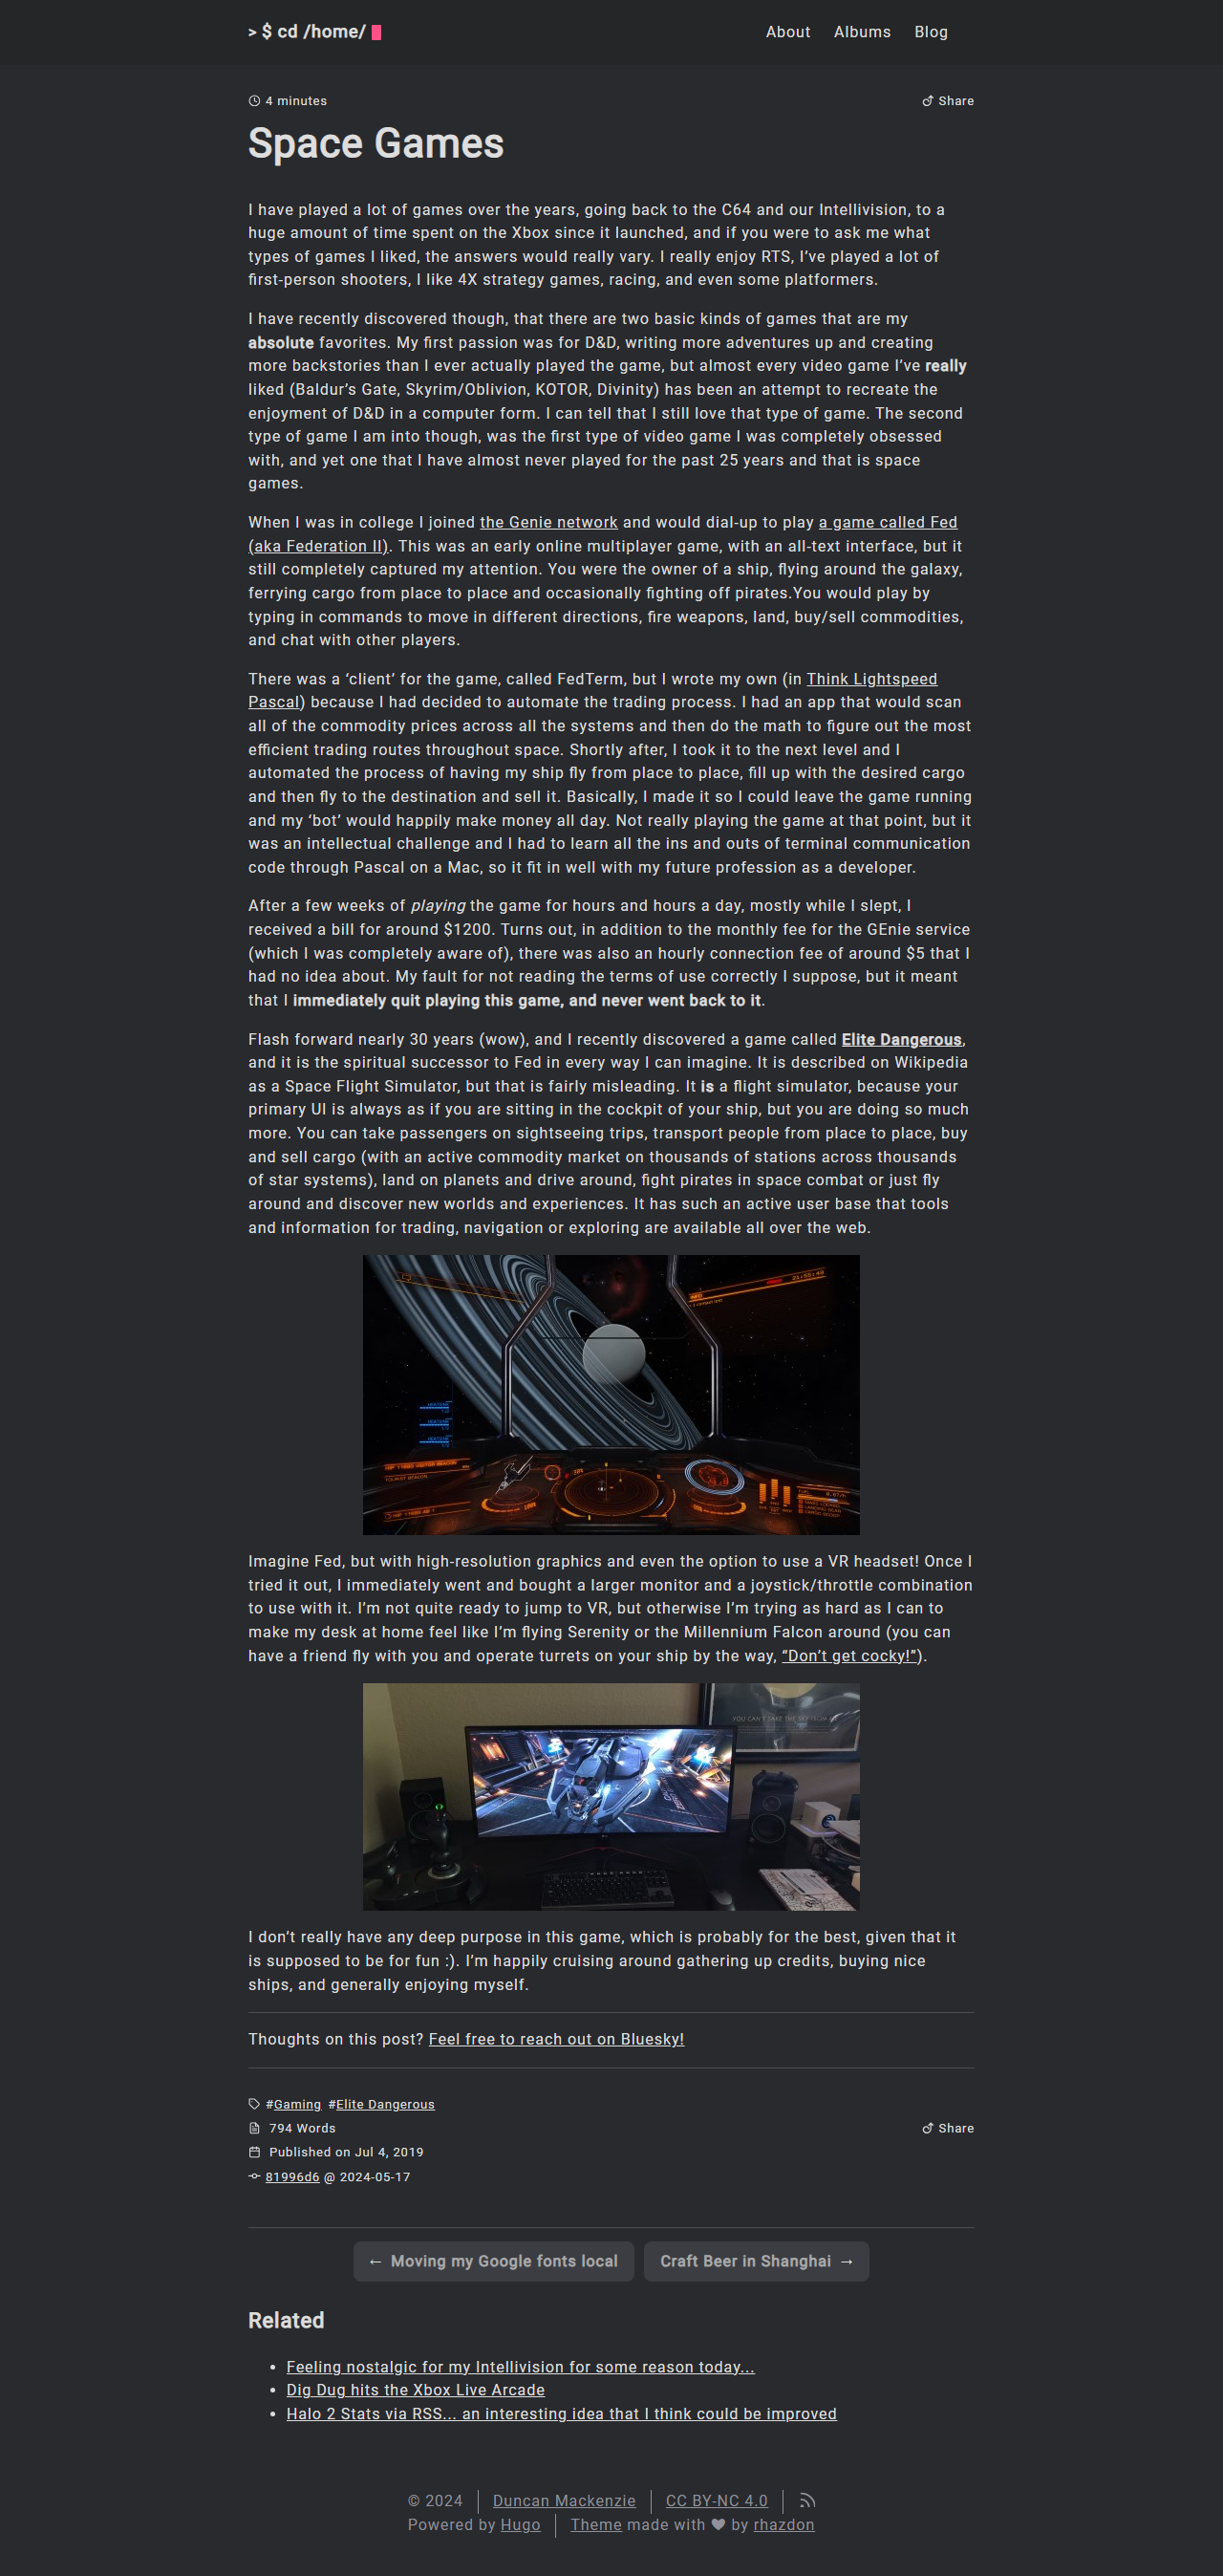 > $ cd /home/
About Albums Blog
4 minutes
Share
Space Games
I have played a lot of games over the years, going back to the C64 and our Intellivision, to a
huge amount of time spent on the Xbox since it launched, and if you were to ask me what
types of games I liked, the answers would really vary. I really enjoy RTS, I’ve played a lot of
first-person shooters, I like 4X strategy games, racing, and even some platformers.
I have recently discovered though, that there are two basic kinds of games that are my
absolute favorites. My first passion was for D&D, writing more adventures up and creating
more backstories than I ever actually played the game, but almost every video game I’ve really
liked (Baldur’s Gate, Skyrim/Oblivion, KOTOR, Divinity) has been an attempt to recreate the
enjoyment of D&D in a computer form. I can tell that I still love that type of game. The second
type of game I am into though, was the first type of video game I was completely obsessed
with, and yet one that I have almost never played for the past 25 years and that is space
games.
When I was in college I joined the Genie network and would dial-up to play a game called Fed
(aka Federation II). This was an early online multiplayer game, with an all-text interface, but it
still completely captured my attention. You were the owner of a ship, flying around the galaxy,
ferrying cargo from place to place and occasionally fighting off pirates.You would play by
typing in commands to move in different directions, fire weapons, land, buy/sell commodities,
and chat with other players.
There was a ‘client’ for the game, called FedTerm, but I wrote my own (in Think Lightspeed
Pascal) because I had decided to automate the trading process. I had an app that would scan
all of the commodity prices across all the systems and then do the math to figure out the most
efficient trading routes throughout space. Shortly after, I took it to the next level and I
automated the process of having my ship fly from place to place, fill up with the desired cargo
and then fly to the destination and sell it. Basically, I made it so I could leave the game running
and my ‘bot’ would happily make money all day. Not really playing the game at that point, but it
was an intellectual challenge and I had to learn all the ins and outs of terminal communication
code through Pascal on a Mac, so it fit in well with my future profession as a developer.
After a few weeks of playing the game for hours and hours a day, mostly while I slept, I
received a bill for around $1200. Turns out, in addition to the monthly fee for the GEnie service
(which I was completely aware of), there was also an hourly connection fee of around $5 that I
had no idea about. My fault for not reading the terms of use correctly I suppose, but it meant
that I immediately quit playing this game, and never went back to it.
Flash forward nearly 30 years (wow), and I recently discovered a game called Elite Dangerous,
and it is the spiritual successor to Fed in every way I can imagine. It is described on Wikipedia
as a Space Flight Simulator, but that is fairly misleading. It is a flight simulator, because your
primary UI is always as if you are sitting in the cockpit of your ship, but you are doing so much
more. You can take passengers on sightseeing trips, transport people from place to place, buy
and sell cargo (with an active commodity market on thousands of stations across thousands
of star systems), land on planets and drive around, fight pirates in space combat or just fly
around and discover new worlds and experiences. It has such an active user base that tools
and information for trading, navigation or exploring are available all over the web.
21:55:49
Imagine Fed, but with high-resolution graphics and even the option to use a VR headset! Once I
tried it out, I immediately went and bought a larger monitor and a joystick/throttle combination
to use with it. I’m not quite ready to jump to VR, but otherwise I’m trying as hard as I can to
make my desk at home feel like I’m flying Serenity or the Millennium Falcon around (you can
have a friend fly with you and operate turrets on your ship by the way, “Don’t get cocky!”).
YOU CAN'T TAKE THE SKY FROM ME
I don’t really have any deep purpose in this game, which is probably for the best, given that it
is supposed to be for fun :). I’m happily cruising around gathering up credits, buying nice
ships, and generally enjoying myself.
Thoughts on this post? Feel free to reach out on Bluesky!
#Gaming #Elite Dangerous
794 Words
Share
Published on Jul 4, 2019
81996d6 @ 2024-05-17
← Moving my Google fonts local
Craft Beer in Shanghai →
Related
• Feeling nostalgic for my Intellivision for some reason today...
• Dig Dug hits the Xbox Live Arcade
• Halo 2 Stats via RSS... an interesting idea that I think could be improved
© 2024 Duncan Mackenzie CC BY-NC 4.0
Powered by Hugo Theme made with ♥ by rhazdon